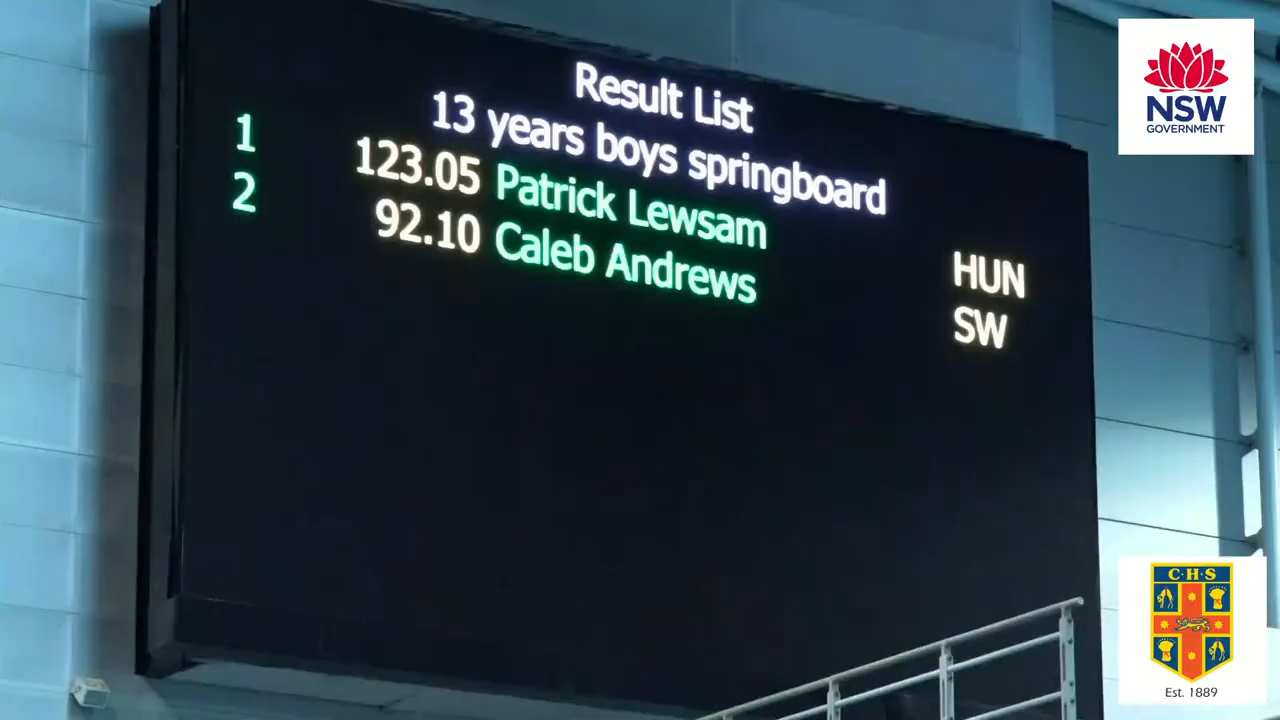 Result List
13 years boys springboard
1 123.05 Patrick Lewsam HUN
2 92.10 Caleb Andrews SW
NSW
GOVERNMENT
C·H·S
Est. 1889